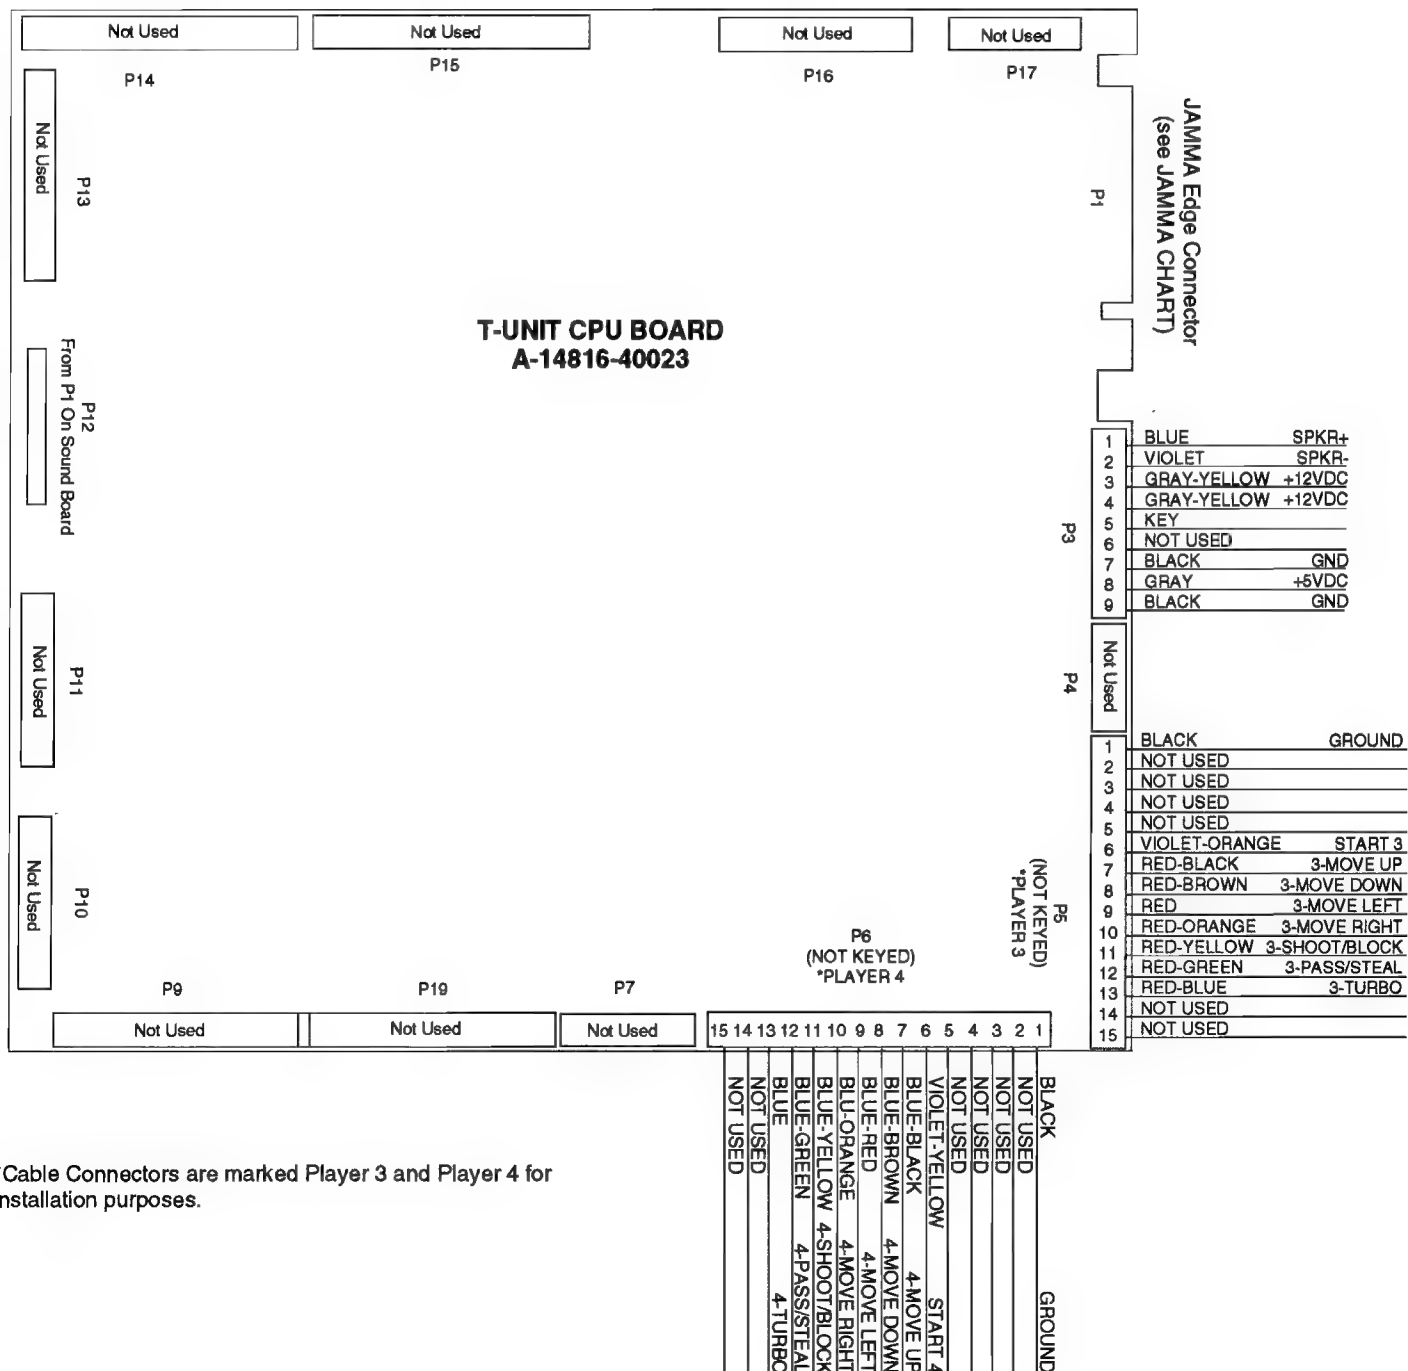 Not Used
Not Used
Not Used
Not Used
P14
P15
P16
P17
Not Used
P13
P1
JAMMA Edge Connector
(see JAMMA CHART)
T-UNIT CPU BOARD
A-14816-40023
P12
From P1 On Sound Board
P3
1 BLUE SPKR+
2 VIOLET SPKR-
3 GRAY-YELLOW +12VDC
4 GRAY-YELLOW +12VDC
5 KEY
6 NOT USED
7 BLACK GND
8 GRAY +5VDC
9 BLACK GND
Not Used
P11
P4
Not Used
Not Used
P10
P5
(NOT KEYED)
*PLAYER 3
1 BLACK GROUND
2 NOT USED
3 NOT USED
4 NOT USED
5 NOT USED
6 VIOLET-ORANGE START 3
7 RED-BLACK 3-MOVE UP
8 RED-BROWN 3-MOVE DOWN
9 RED 3-MOVE LEFT
10 RED-ORANGE 3-MOVE RIGHT
11 RED-YELLOW 3-SHOOT/BLOCK
12 RED-GREEN 3-PASS/STEAL
13 RED-BLUE 3-TURBO
14 NOT USED
15 NOT USED
P6
(NOT KEYED)
*PLAYER 4
P9
P19
P7
Not Used
Not Used
Not Used
15 14 13 12 11 10 9 8 7 6 5 4 3 2 1
BLACK GROUND
NOT USED
NOT USED
NOT USED
NOT USED
VIOLET-YELLOW START 4
BLUE-BLACK 4-MOVE UP
BLUE-BROWN 4-MOVE DOWN
BLUE-RED 4-MOVE LEFT
BLU-ORANGE 4-MOVE RIGHT
BLUE-YELLOW 4-SHOOT/BLOCK
BLUE-GREEN 4-PASS/STEAL
BLUE 4-TURBO
NOT USED
NOT USED
Cable Connectors are marked Player 3 and Player 4 for
nstallation purposes.